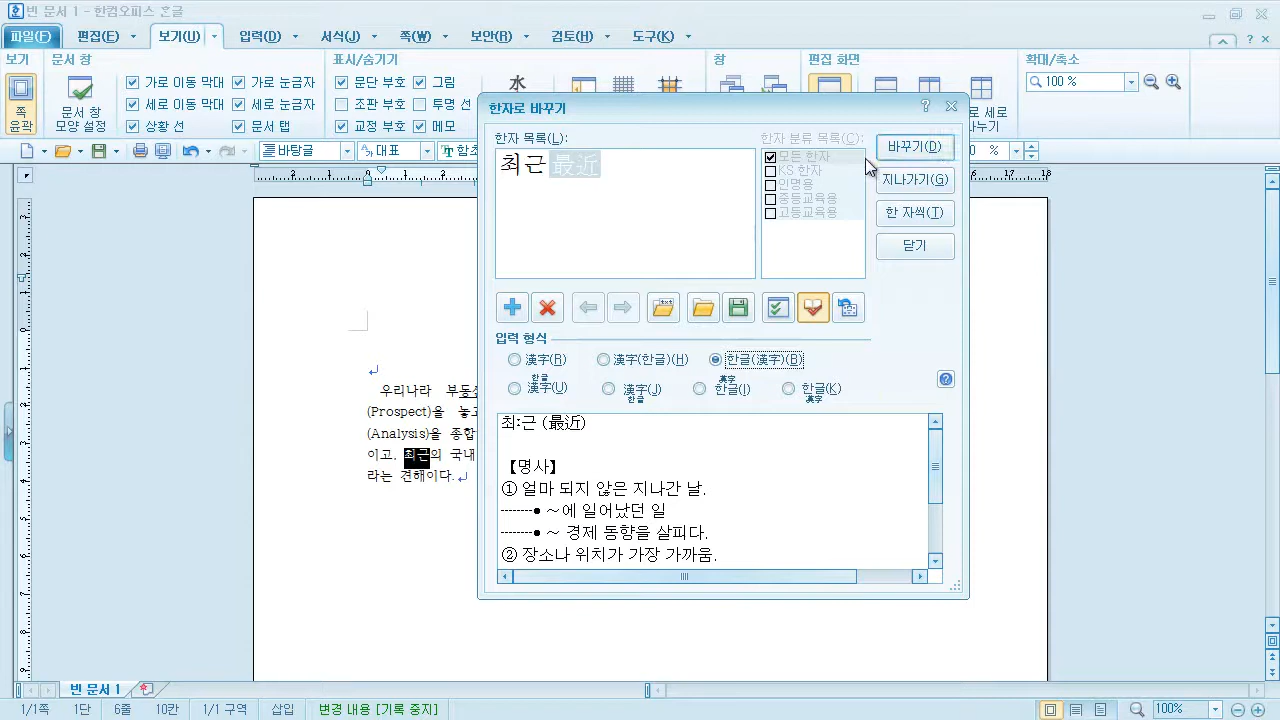 빈 문서 1 - 한컴오피스 흔글
파일(F) 편집(E) 보기(U) 입력(D) 서식(J) 쪽(W) 보안(R) 검토(H) 도구(K)
보기 문서 창 표시/숨기기 창 편집 화면 확대/축소
쪽 윤곽
문서 창 모양 설정
가로 이동 막대 가로 눈금자 문단 부호 그림
세로 이동 막대 세로 눈금자 조판 부호 투명 선
상황 선 문서 탭 교정 부호 메모
100 %
바탕글 대표 함초
한자로 바꾸기
한자 목록(L): 한자 분류 목록(C):
최근 最近
모든 한자
KS 한자
인명용
중등교육용
고등교육용
바꾸기(D)
지나가기(G)
한 자씩(T)
닫기
입력 형식
漢字(R) 漢字(한글)(H) 한글(漢字)(B)
한글 漢字(U) 漢字(J) 한글 漢字 한글(I) 한글(K) 漢字
최:근 (最近)
【명사】
① 얼마 되지 않은 지나간 날.
-------● ～에 일어났던 일
-------● ～ 경제 동향을 살피다.
② 장소나 위치가 가장 가까움.
우리나라
(Prospect)을
(Analysis)을 종합
이고, 최근의 국내
라는 견해이다.
빈 문서 1
1/1쪽 1단 6줄 10칸 1/1 구역 삽입 변경 내용 [기록 중지] 100%